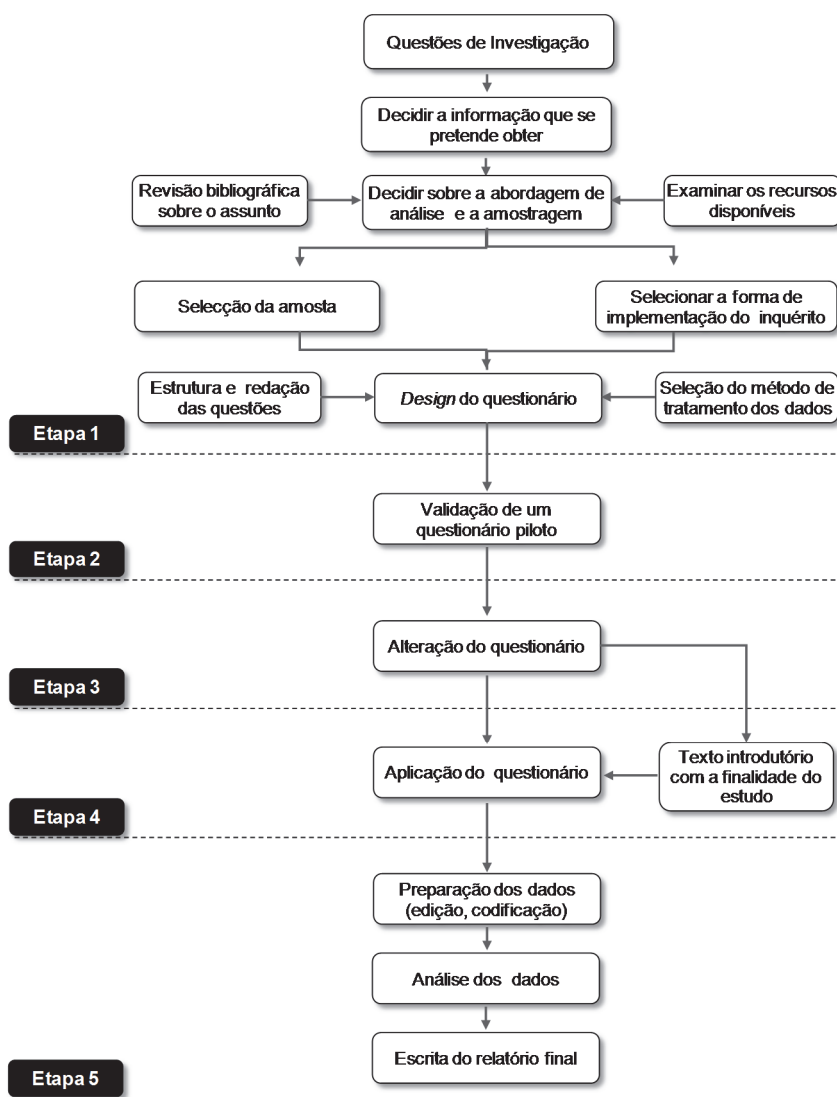 Questões de Investigação
Decidir a informação que se
pretende obter
Revisão bibliográfica
sobre o assunto
Decidir sobre a abordagem de
análise e a amostragem
Examinar os recursos
disponíveis
Selecção da amosta
Selecionar a forma de
implementação do inquérito
Estrutura e redação
das questões
Design do questionário
Seleção do método de
tratamento dos dados
Etapa 1
Validação de um
questionário piloto
Etapa 2
Alteração do questionário
Etapa 3
Aplicação do questionário
Texto introdutório
com a finalidade do
estudo
Etapa 4
Preparação dos dados
(edição, codificação)
Análise dos dados
Escrita do relatório final
Etapa 5